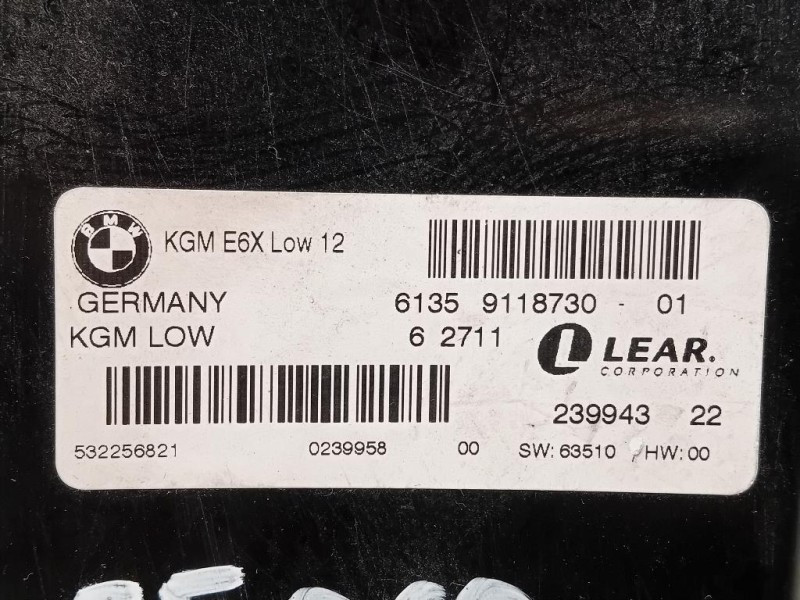 BMW
KGM E6X Low 12
GERMANY 6135 9118730 - 01
KGM LOW 6 2711
LEAR.
CORPORATION
239943 22
532256821 0239958 00 SW: 63510 HW: 00